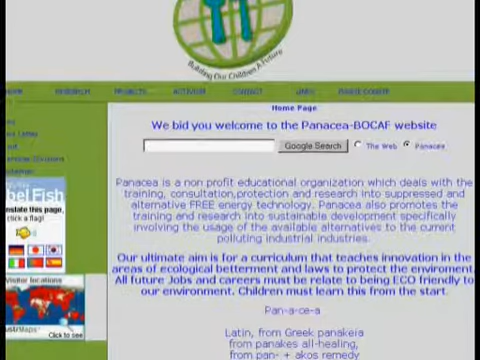 Building Our Children A Future
RESEARCH PROJECTS ACTIVISM CONTACT LINKS
Home Page
We bid you welcome to the Panacea-BOCAF website
Google Search The Web Panacea
Panacea is a non profit educational organization which deals with the
training, consultation,protection and research into suppressed and
alternative FREE energy technology. Panacea also promotes the
training and research into sustainable development specifically
involving the usage of the available alternatives to the current
polluting industrial industries.
Our ultimate aim is for a curriculum that teaches innovation in the
areas of ecological betterment and laws to protect the enviroment.
All future Jobs and careers must be relate to being ECO friendly to
our environment. Children must learn this from the start.
Pan-a-ce-a
Latin, from Greek panakeia
from panakes all-healing,
from pan- + akos remedy
bel Fish
nslate this page,
click a flag!
Visitor locations
Click to see